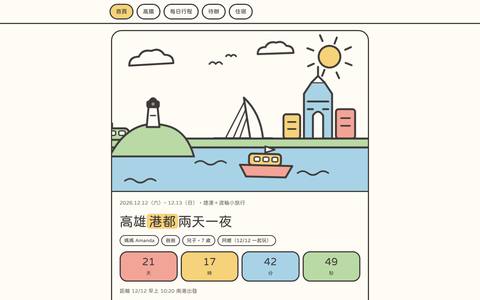 首頁 高鐵 每日行程 待辦 住宿
2026.12.12（六）– 12.13（日）・捷運＋渡輪小旅行
高雄港都兩天一夜
媽媽 Amanda 爸爸 兒子・7 歲 阿嬤（12/12 一起玩）
21 17 42 49
天 時 分 秒
距離 12/12 早上 10:20 南港出發